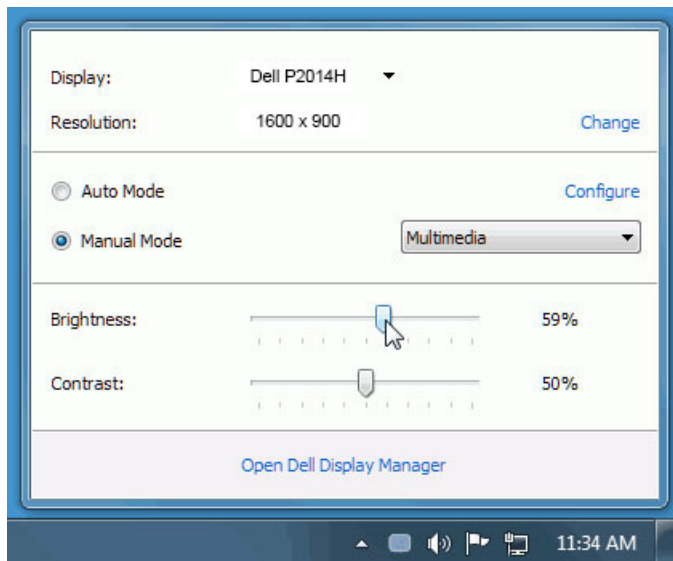 Display: Dell P2014H
Resolution: 1600 x 900 Change
Auto Mode Configure
Manual Mode Multimedia
Brightness: 59%
Contrast: 50%
Open Dell Display Manager
11:34 AM